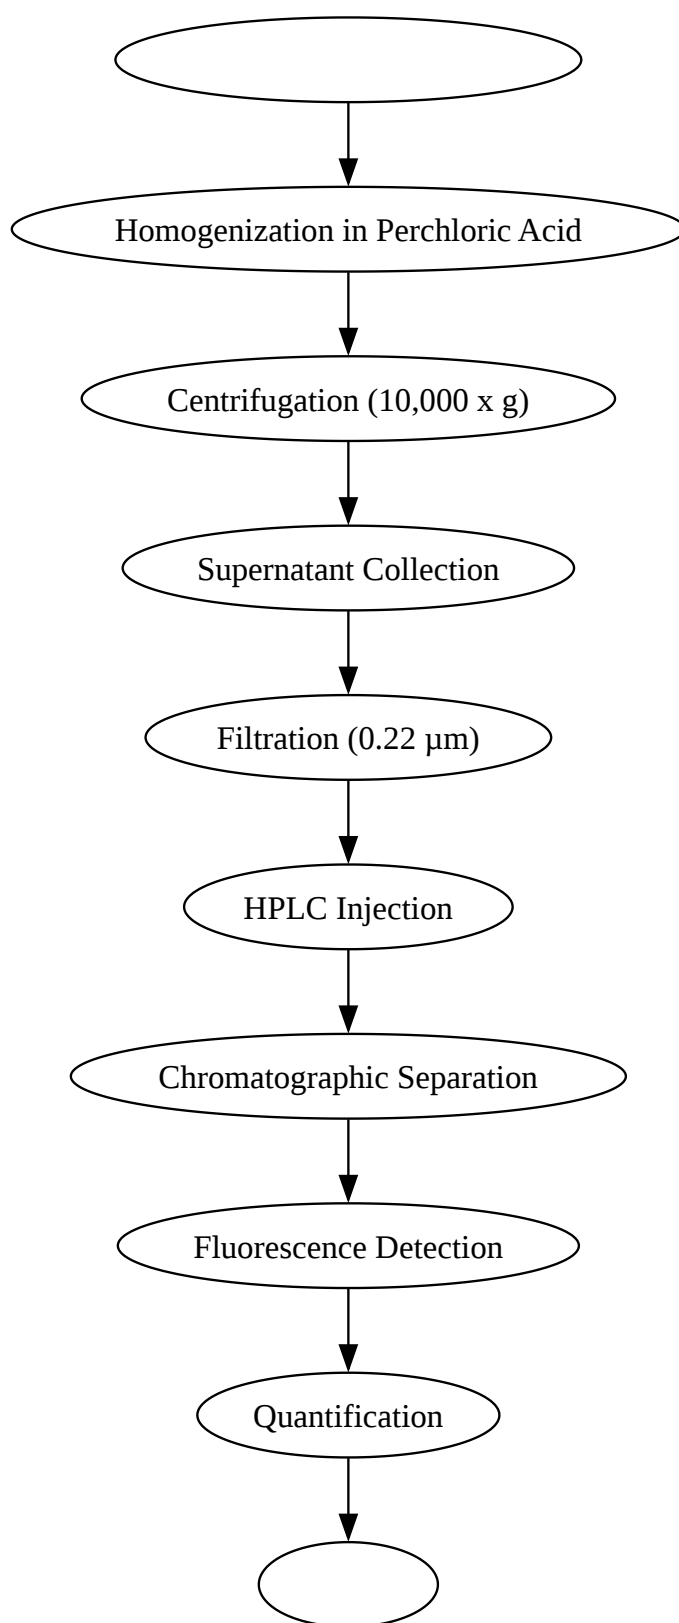 Homogenization in Perchloric Acid
Centrifugation (10,000 x g)
Supernatant Collection
Filtration (0.22 µm)
HPLC Injection
Chromatographic Separation
Fluorescence Detection
Quantification